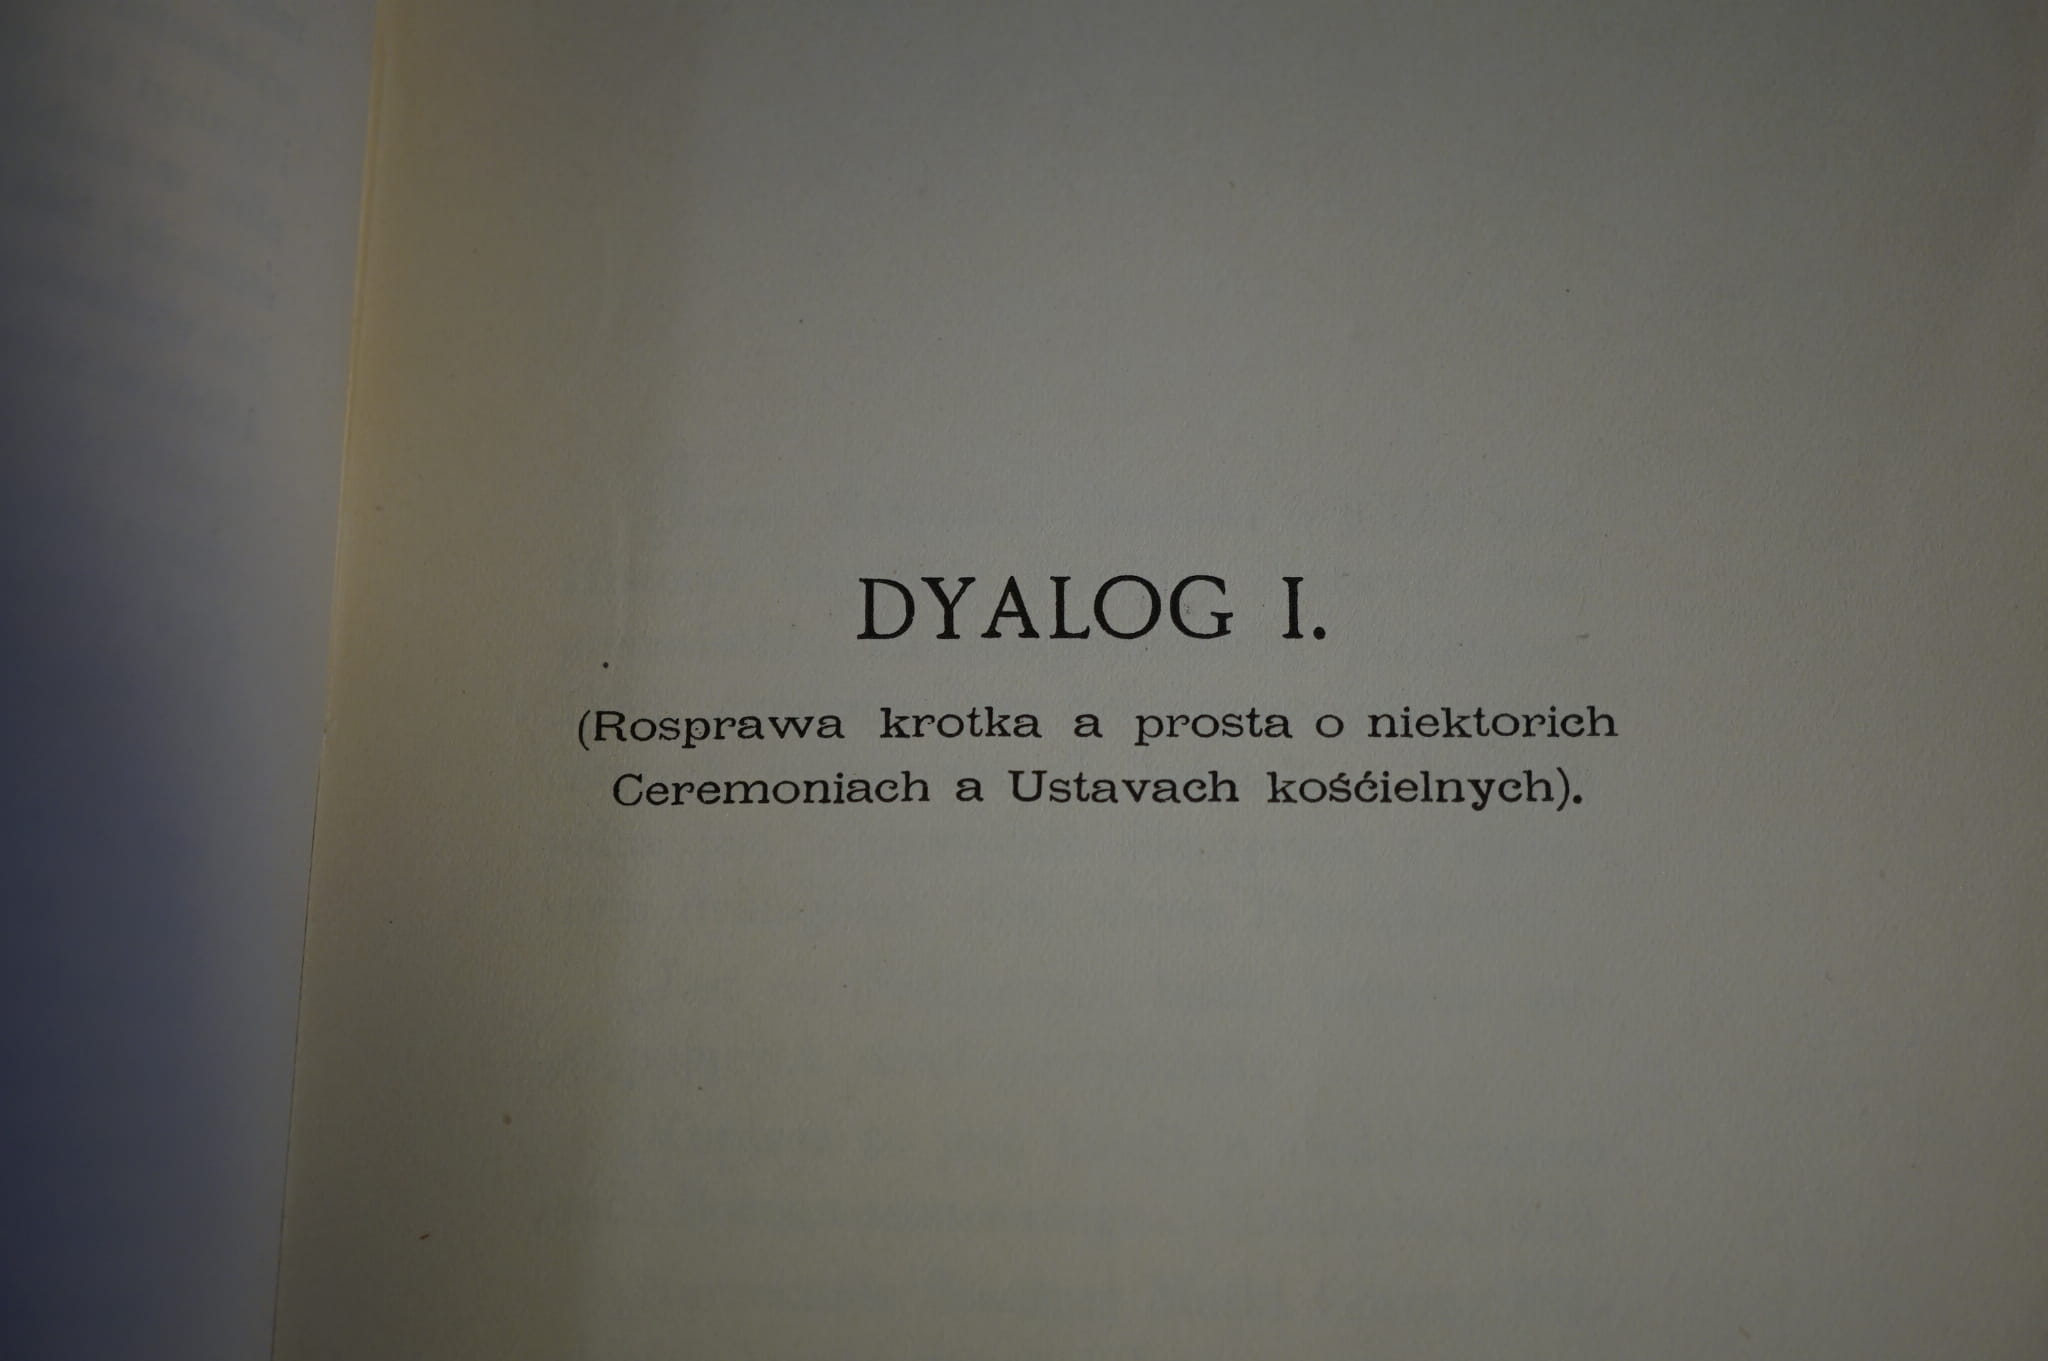 DYALOG I.
(Rosprawa krotka a prosta o niektorich
Ceremoniach a Ustavach kośćielnych).